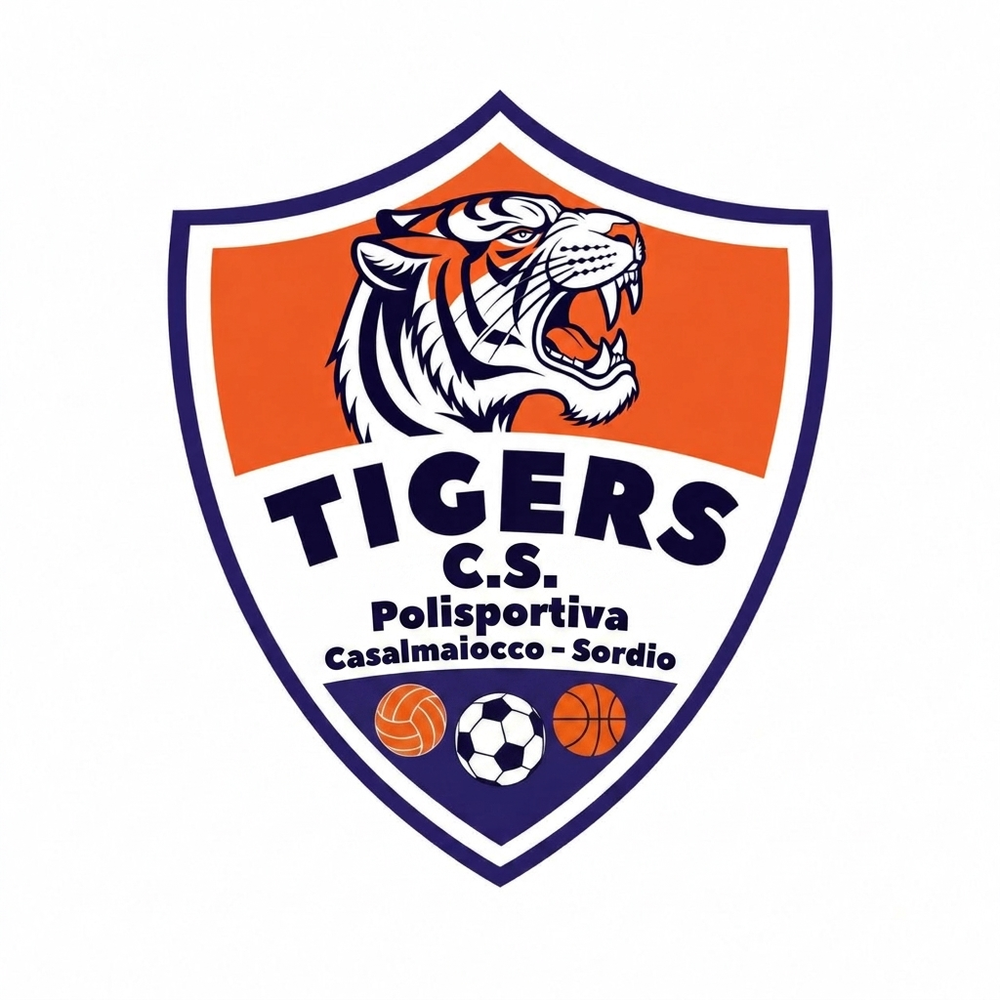 TIGERS
C.S.
Polisportiva
Casalmaiocco - Sordio